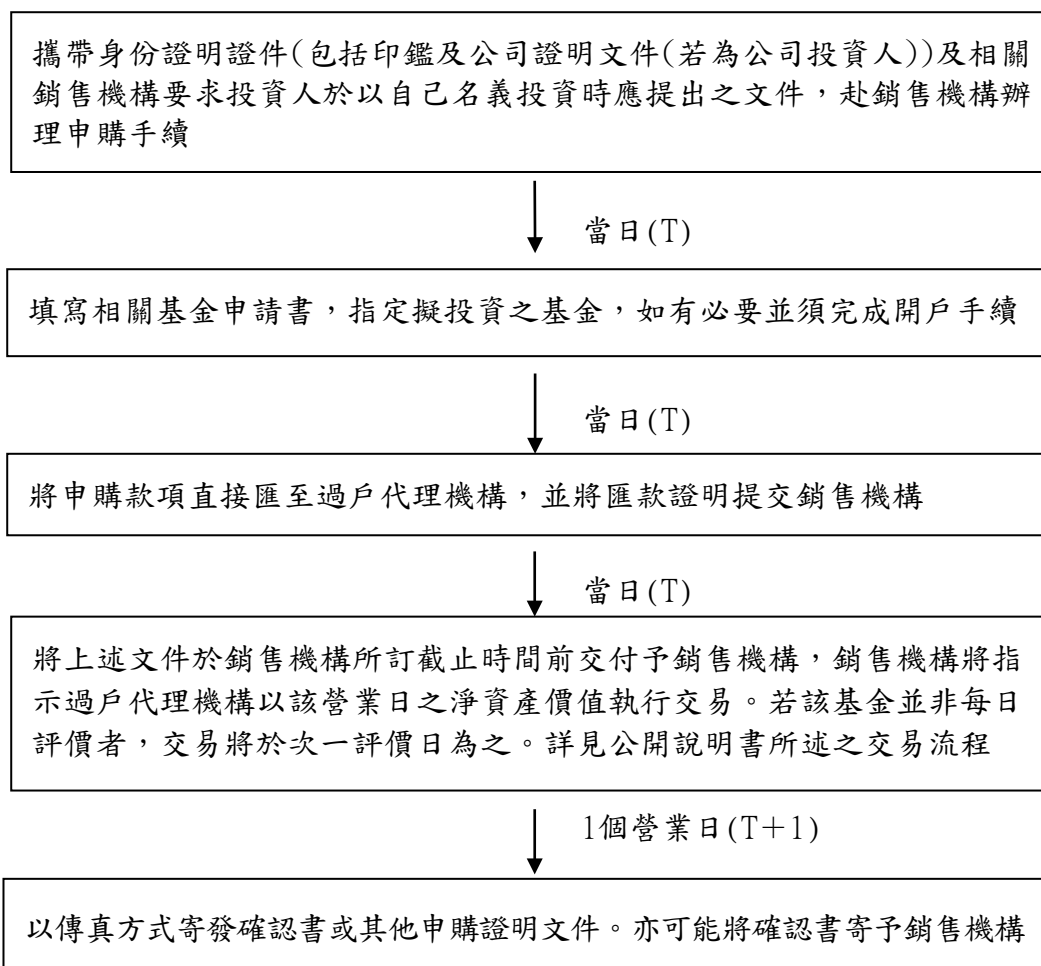 攜帶身份證明證件(包括印鑑及公司證明文件(若為公司投資人))及相關
銷售機構要求投資人於以自己名義投資時應提出之文件，赴銷售機構辦
理申購手續
當日(T)
填寫相關基金申請書，指定擬投資之基金，如有必要並須完成開戶手續
當日(T)
將申購款項直接匯至過戶代理機構，並將匯款證明提交銷售機構
當日(T)
將上述文件於銷售機構所訂截止時間前交付予銷售機構，銷售機構將指
示過戶代理機構以該營業日之淨資產價值執行交易。若該基金並非每日
評價者，交易將於次一評價日為之。詳見公開說明書所述之交易流程
1個營業日(T＋1)
以傳真方式寄發確認書或其他申購證明文件。亦可能將確認書寄予銷售機構